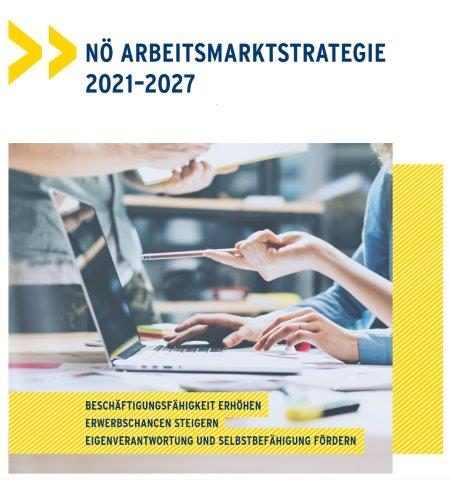 NÖ ARBEITSMARKTSTRATEGIE
2021–2027
BESCHÄFTIGUNGSFÄHIGKEIT ERHÖHEN
ERWERBSCHANCEN STEIGERN
EIGENVERANTWORTUNG UND SELBSTBEFÄHIGUNG FÖRDERN